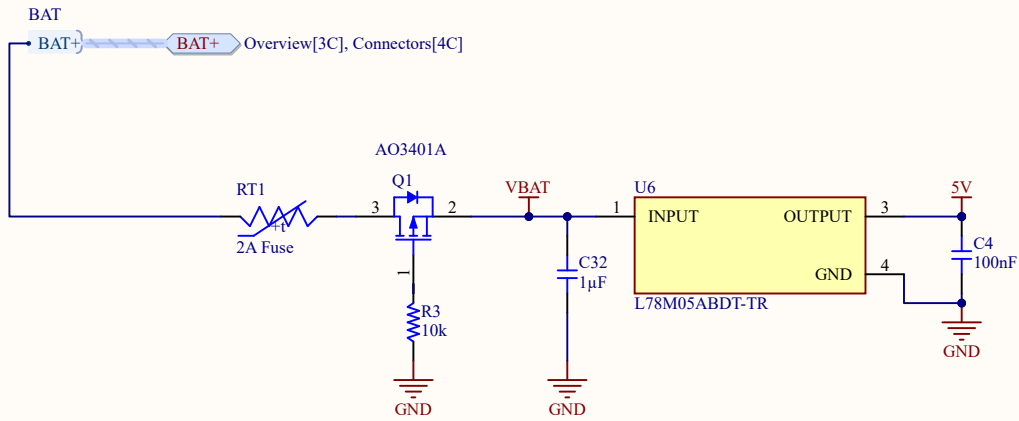 BAT
BAT+
BAT+
Overview[3C], Connectors[4C]
AO3401A
Q1
RT1
+t
2A Fuse
3
2
1
VBAT
U6
1
INPUT
OUTPUT
3
5V
GND
4
L78M05ABDT-TR
C32
1µF
C4
100nF
R3
10k
GND
GND
GND